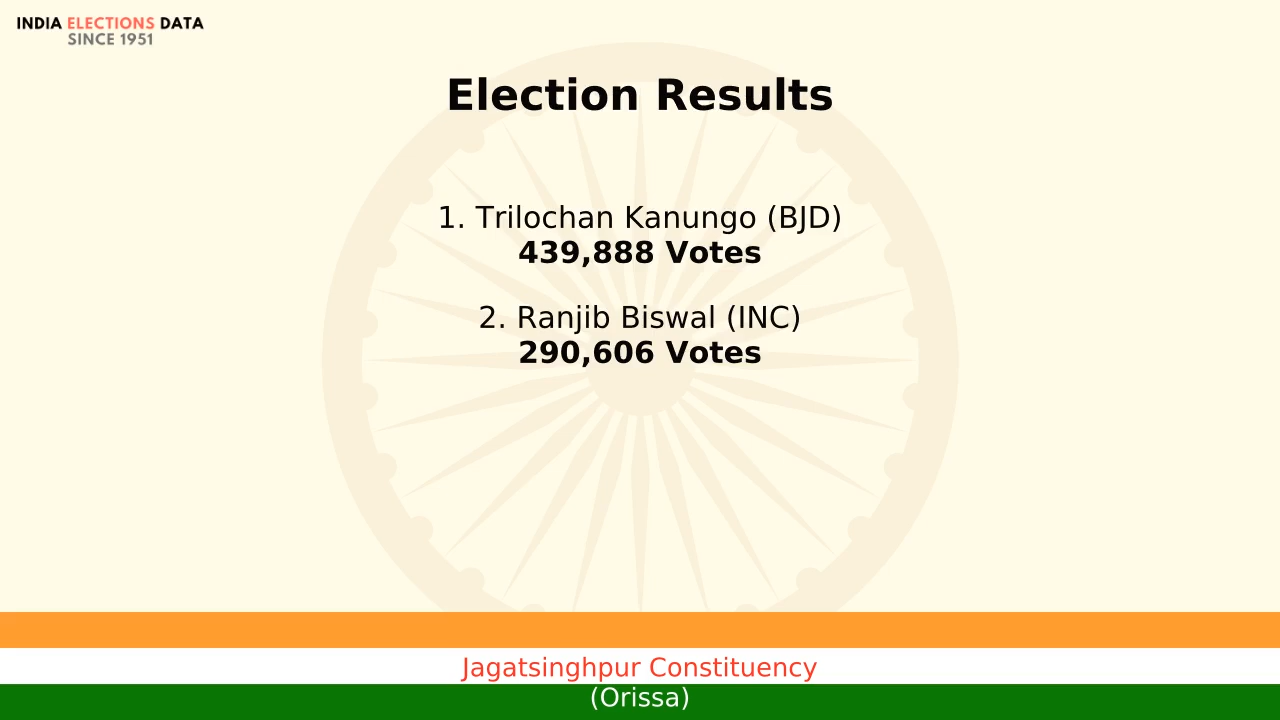 INDIA ELECTIONS DATA
SINCE 1951
Election Results
1. Trilochan Kanungo (BJD)
439,888 Votes
2. Ranjib Biswal (INC)
290,606 Votes
Jagatsinghpur Constituency
(Orissa)